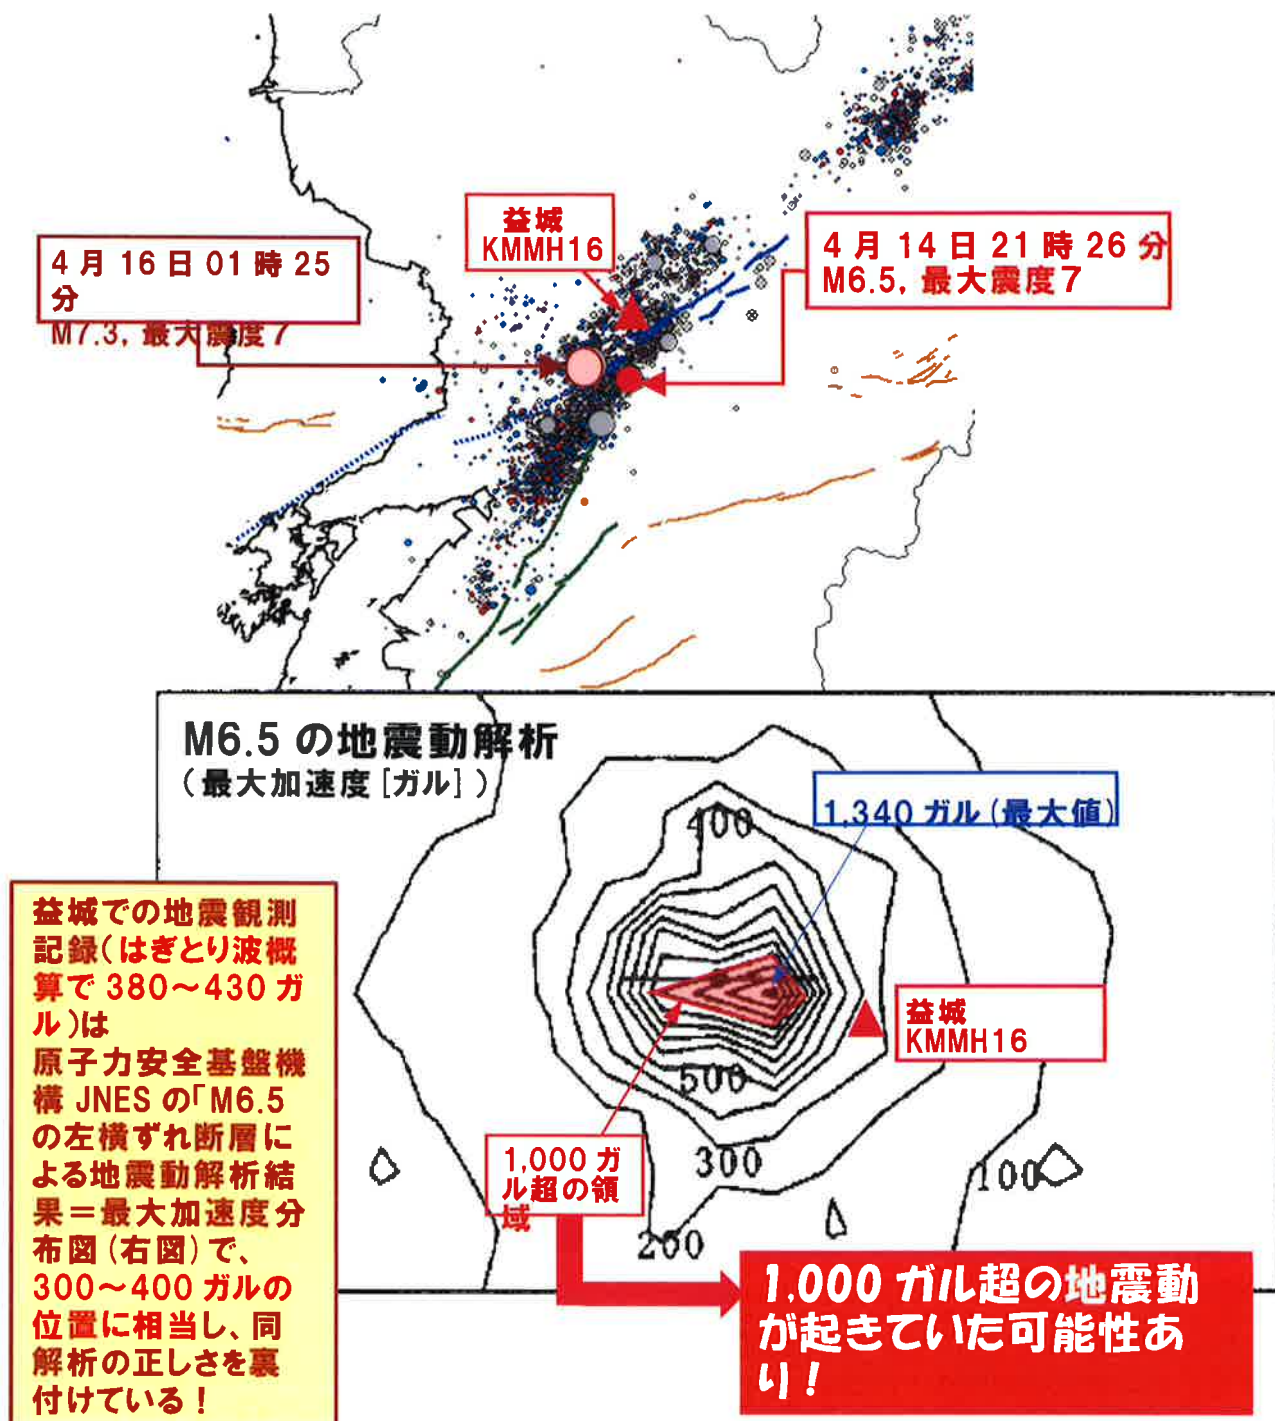 益城
KMMH16
4月16日01時25
分
M7.3, 最大震度7
4月14日21時26分
M6.5, 最大震度7
M6.5の地震動解析
(最大加速度[ガル])
1,340ガル(最大値)
400
益城での地震観測
記録(はぎとり波概
算で380～430ガ
ル)は
原子力安全基盤機
構JNESの「M6.5
の左横ずれ断層に
よる地震動解析結
果＝最大加速度分
布図(右図)で、
300～400ガルの
位置に相当し、同
解析の正しさを裏
付けている！
益城
KMMH16
500
1,000ガ
ル超の領
域
300
100
200
1,000ガル超の地震動
が起きていた可能性あ
り！